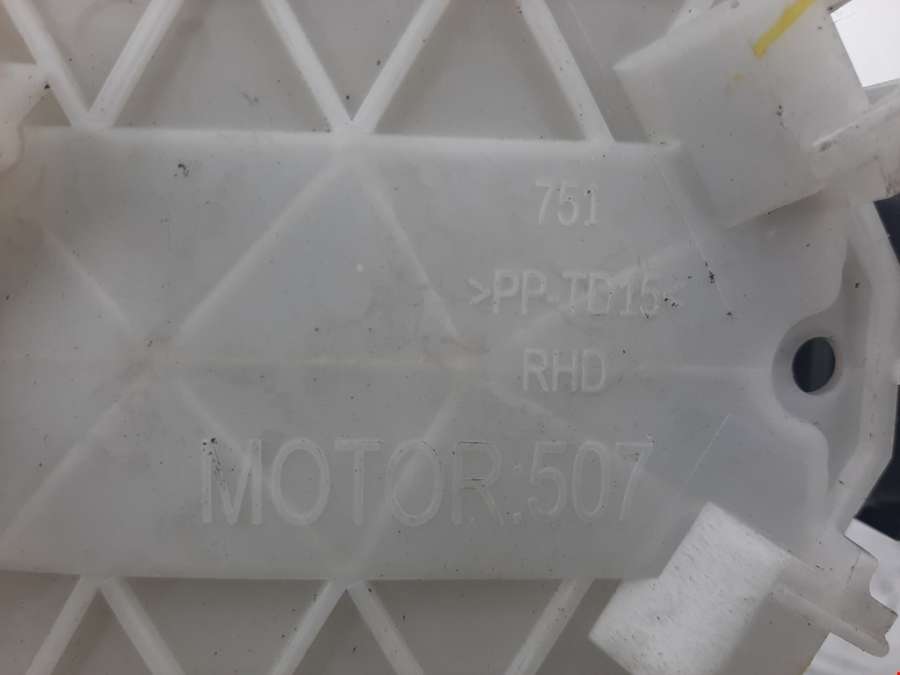 751
>PP-TD15<
RHD
MOTOR:507